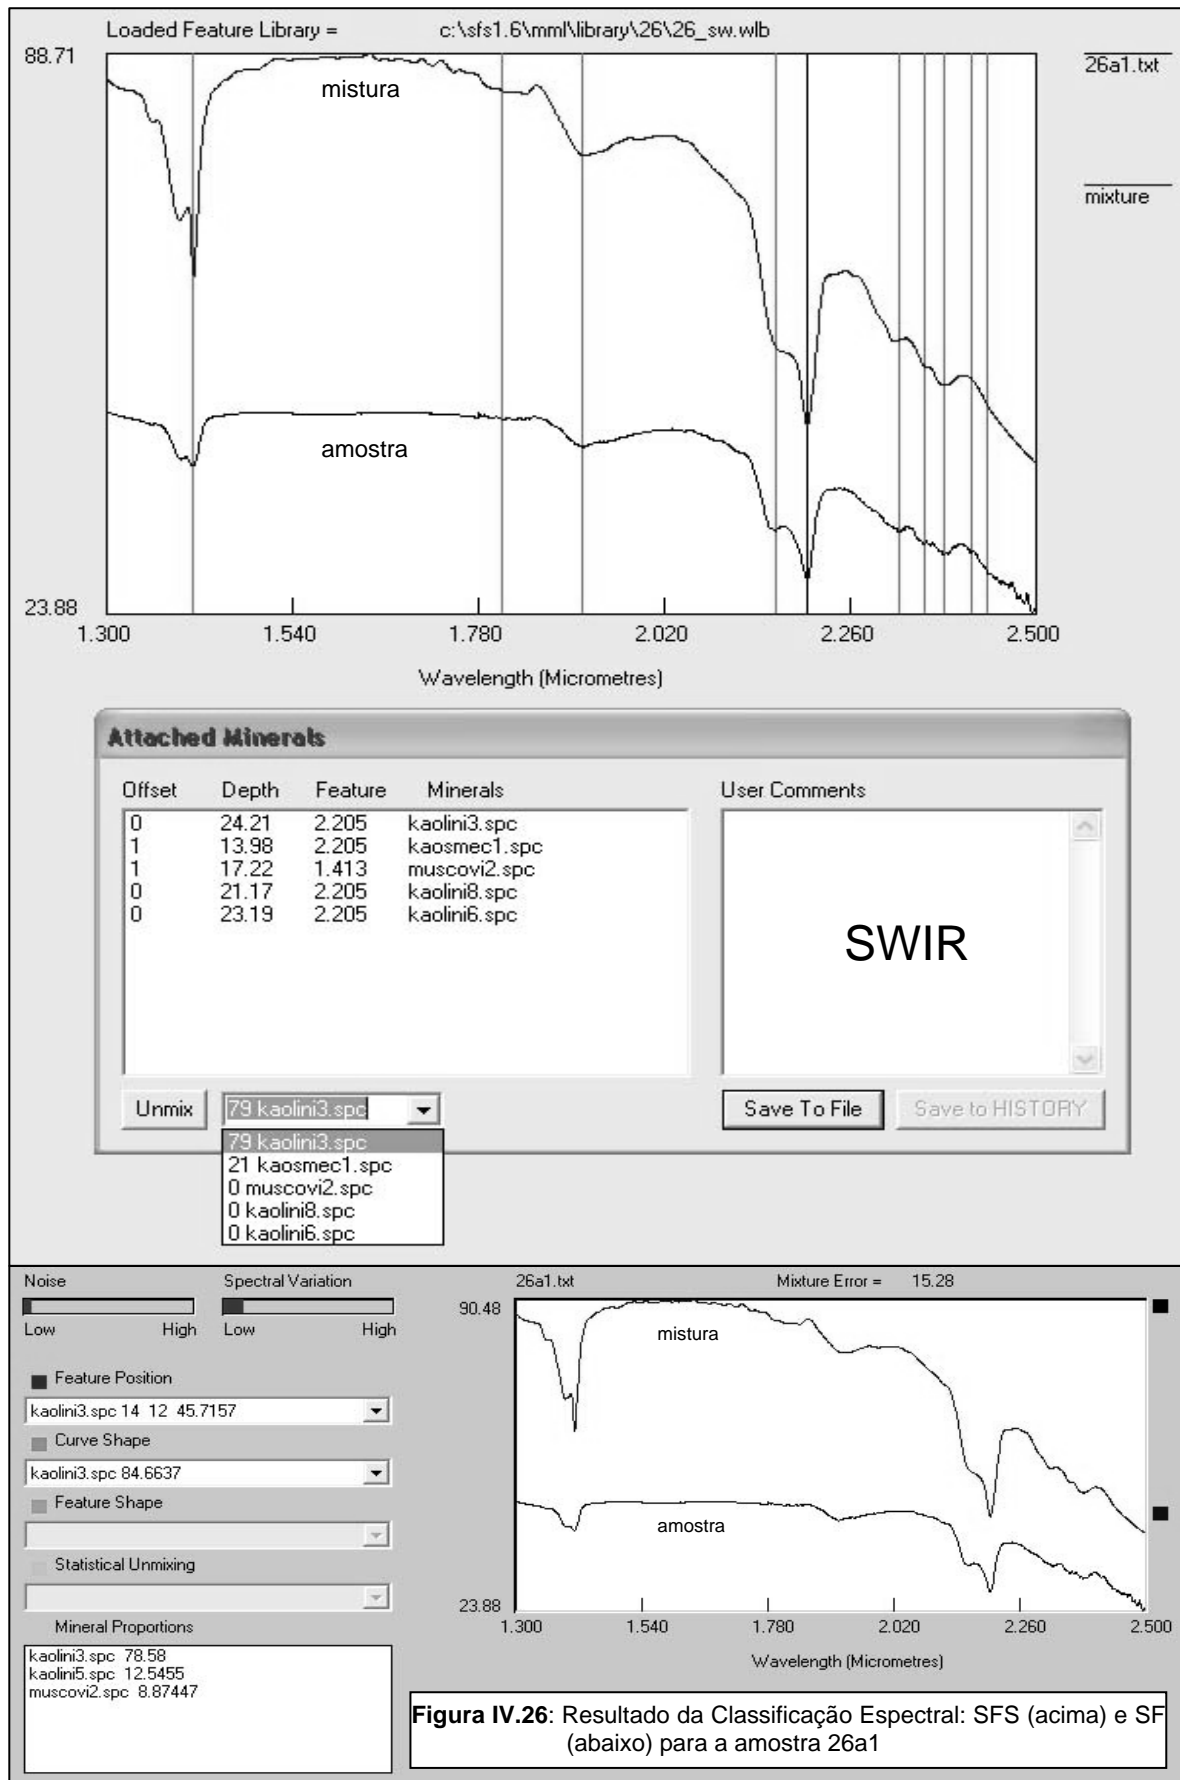 Loaded Feature Library = c:\sfs1.6\mml\library\26\26_sw.wlb
88.71
mistura
26a1.txt
mixture
amostra
23.88
1.300 1.540 1.780 2.020 2.260 2.500
Wavelength (Micrometres)
Attached Minerals
Offset Depth Feature Minerals
0 24.21 2.205 kaolini3.spc
1 13.98 2.205 kaosmec1.spc
1 17.22 1.413 muscovi2.spc
0 21.17 2.205 kaolini8.spc
0 23.19 2.205 kaolini6.spc
User Comments
SWIR
Unmix
79 kaolini3.spc
79 kaolini3.spc
21 kaosmec1.spc
0 muscovi2.spc
0 kaolini8.spc
0 kaolini6.spc
Save To File
Save to HISTORY
Noise
Low High
Spectral Variation
Low High
Feature Position
kaolini3.spc 14 12 45.7157
Curve Shape
kaolini3.spc 84.6637
Feature Shape
Statistical Unmixing
Mineral Proportions
kaolini3.spc 78.58
kaolini5.spc 12.5455
muscovi2.spc 8.87447
26a1.txt Mixture Error = 15.28
90.48
mistura
amostra
23.88
1.300 1.540 1.780 2.020 2.260 2.500
Wavelength (Micrometres)
Figura IV.26: Resultado da Classificação Espectral: SFS (acima) e SF
(abaixo) para a amostra 26a1